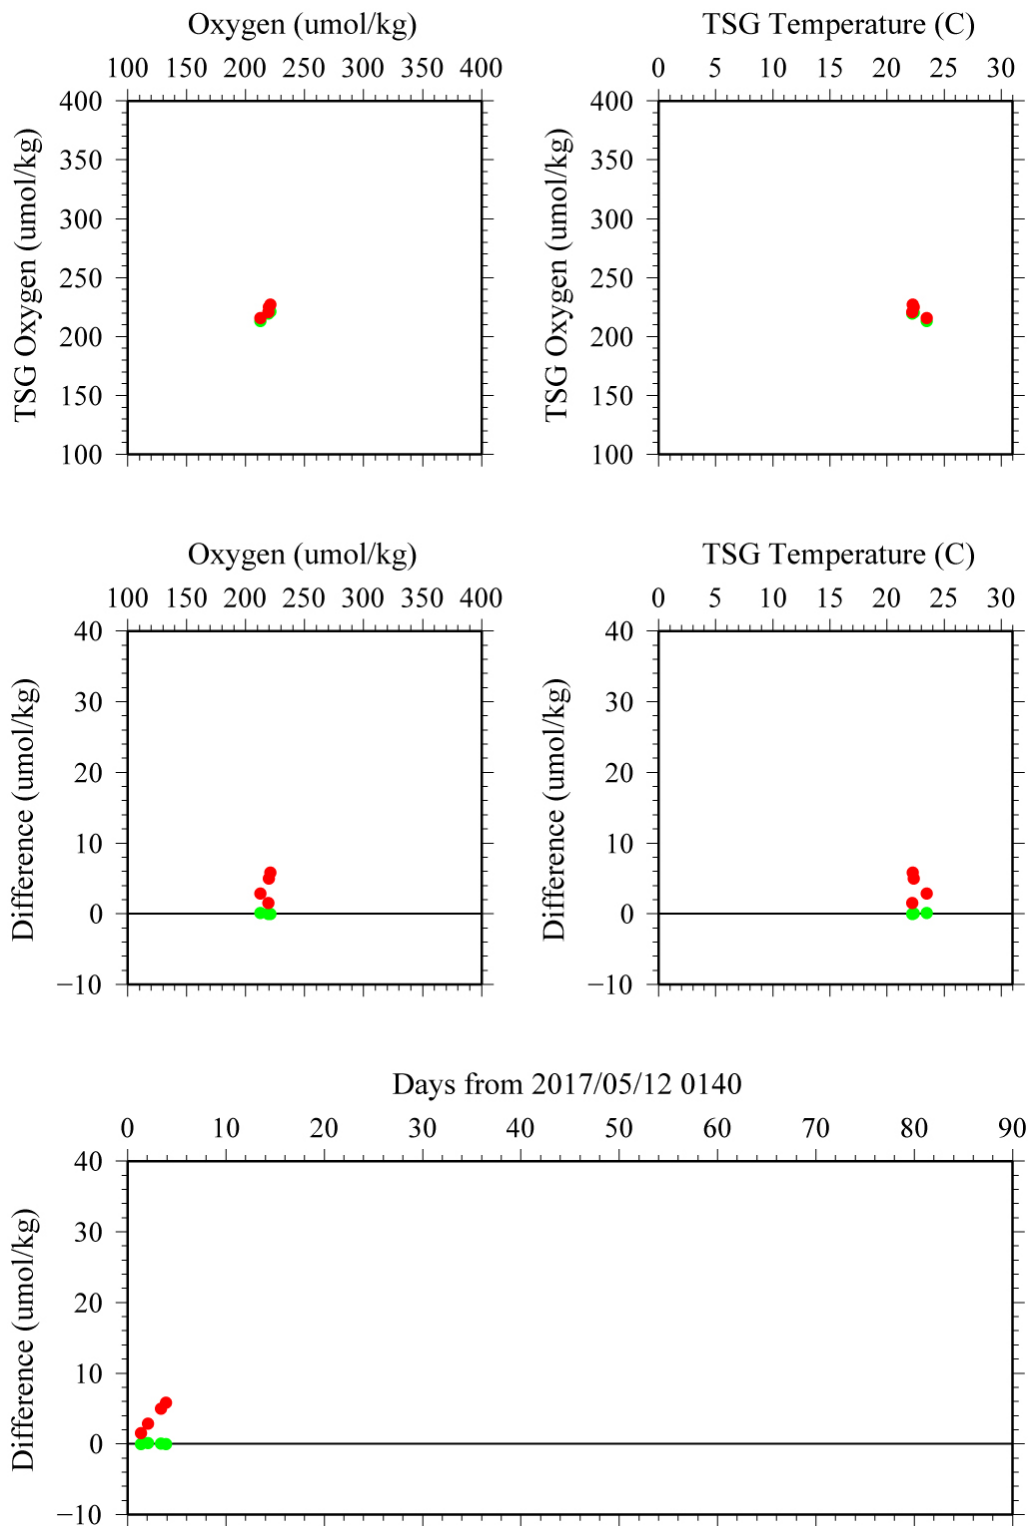 Oxygen (umol/kg)
100 150 200 250 300 350 400
400
350
300
250
200
150
100
TSG Oxygen (umol/kg)
TSG Temperature (C)
0 5 10 15 20 25 30
400
350
300
250
200
150
100
TSG Oxygen (umol/kg)
Oxygen (umol/kg)
100 150 200 250 300 350 400
40
30
20
10
0
−10
Difference (umol/kg)
TSG Temperature (C)
0 5 10 15 20 25 30
40
30
20
10
0
−10
Difference (umol/kg)
Days from 2017/05/12 0140
0 10 20 30 40 50 60 70 80 90
40
30
20
10
0
−10
Difference (umol/kg)